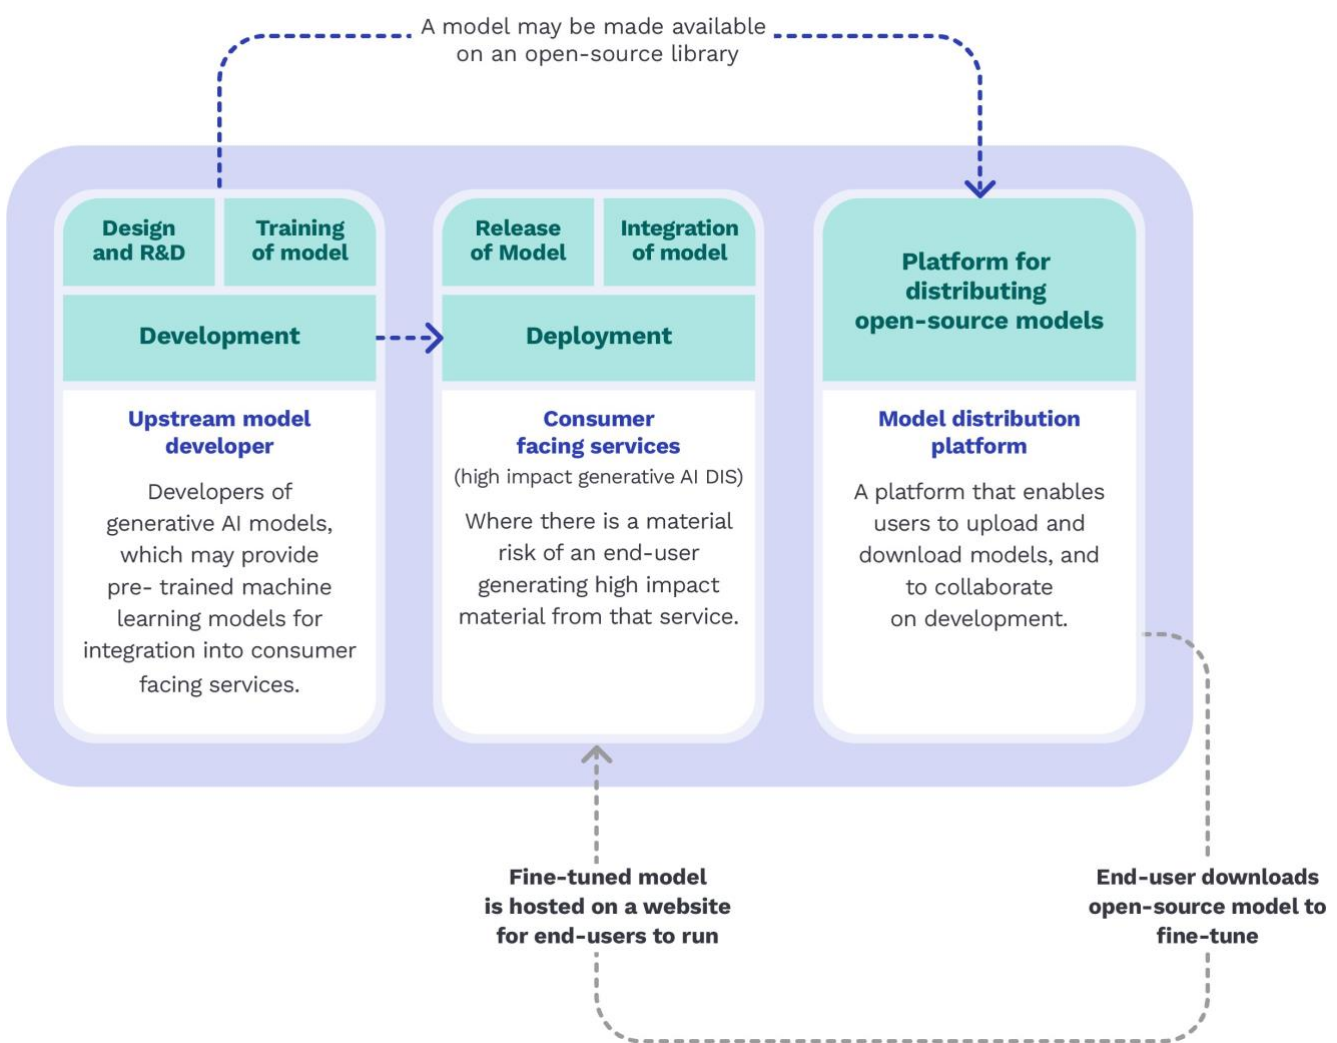 A model may be made available
on an open-source library
Design
and R&D
Training
of model
Development
Upstream model
developer
Developers of
generative AI models,
which may provide
pre- trained machine
learning models for
integration into consumer
facing services.
Release
of Model
Integration
of model
Deployment
Consumer
facing services
(high impact generative AI DIS)
Where there is a material
risk of an end-user
generating high impact
material from that service.
Platform for
distributing
open-source models
Model distribution
platform
A platform that enables
users to upload and
download models, and
to collaborate
on development.
Fine-tuned model
is hosted on a website
for end-users to run
End-user downloads
open-source model to
fine-tune